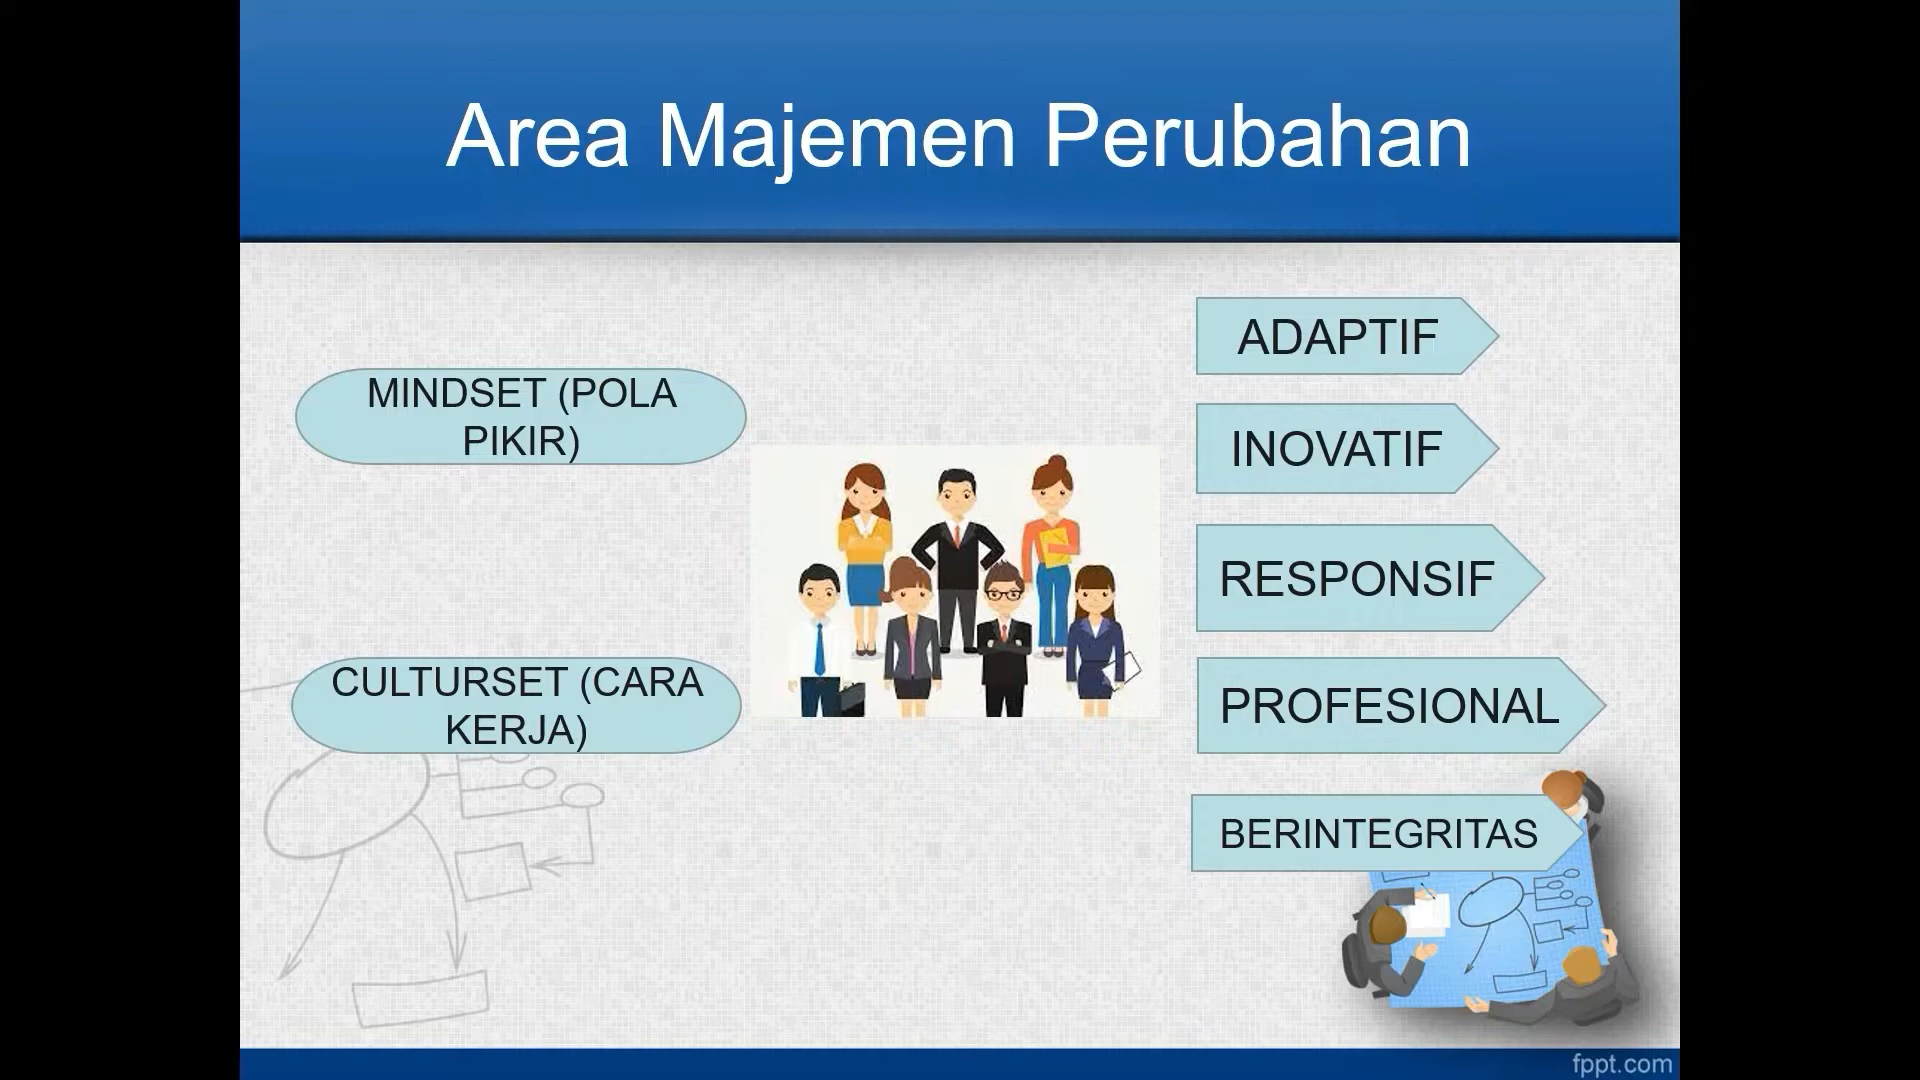 Area Majemen Perubahan
MINDSET (POLA
PIKIR)
CULTURSET (CARA
KERJA)
ADAPTIF
INOVATIF
RESPONSIF
PROFESIONAL
BERINTEGRITAS
fppt.com